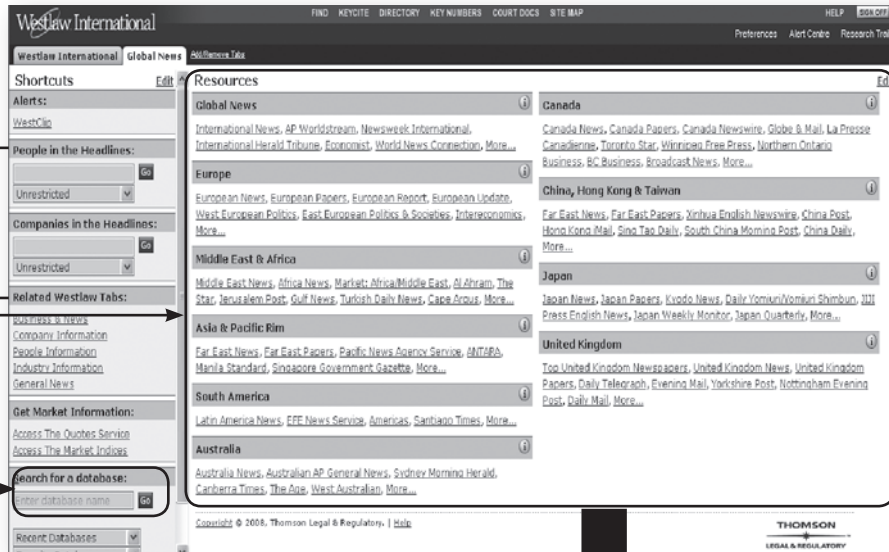 Westlaw International
FIND KEYCITE DIRECTORY KEY NUMBERS COURT DOCS SITE MAP
HELP SIGN OFF
Preferences Alert Centre Research Trail
Westlaw International Global News Add/Remove Tabs
Shortcuts Edit
Alerts:
WestClip
People in the Headlines:
Go
Unrestricted
Companies in the Headlines:
Go
Unrestricted
Related Westlaw Tabs:
Business & News
Company Information
People Information
Industry Information
General News
Get Market Information:
Access The Quotes Service
Access The Market Indices
Search for a database:
Enter database name Go
Recent Databases
Resources
Ed
Global News
International News, AP Worldstream, Newsweek International,
International Herald Tribune, Economist, World News Connection, More...
Europe
European News, European Papers, European Report, European Update,
West European Politics, East European Politics & Societies, Intereconomics,
More...
Middle East & Africa
Middle East News, Africa News, Market: Africa/Middle East, Al Ahram, The
Star, Jerusalem Post, Gulf News, Turkish Daily News, Cape Argus, More...
Asia & Pacific Rim
Far East News, Far East Papers, Pacific News Agency Service, ANTARA,
Manila Standard, Singapore Government Gazette, More...
South America
Latin America News, EFE News Service, Americas, Santiago Times, More...
Australia
Australia News, Australian AP General News, Sydney Morning Herald,
Canberra Times, The Age, West Australian, More...
Canada
Canada News, Canada Papers, Canada Newswire, Globe & Mail, La Presse
Canadienne, Toronto Star, Winnipeg Free Press, Northern Ontario
Business, BC Business, Broadcast News, More...
China, Hong Kong & Taiwan
Far East News, Far East Papers, Xinhua English Newswire, China Post,
Hong Kong iMail, Sing Tao Daily, South China Morning Post, China Daily,
More...
Japan
Japan News, Japan Papers, Kyodo News, Daily Yomiuri/Yomiuri Shimbun, JIJI
Press English News, Japan Weekly Monitor, Japan Quarterly, More...
United Kingdom
Top United Kingdom Newspapers, United Kingdom News, United Kingdom
Papers, Daily Telegraph, Evening Mail, Yorkshire Post, Nottingham Evening
Post, Daily Mail, More...
Copyright © 2008, Thomson Legal & Regulatory. | Help
THOMSON
LEGAL & REGULATORY